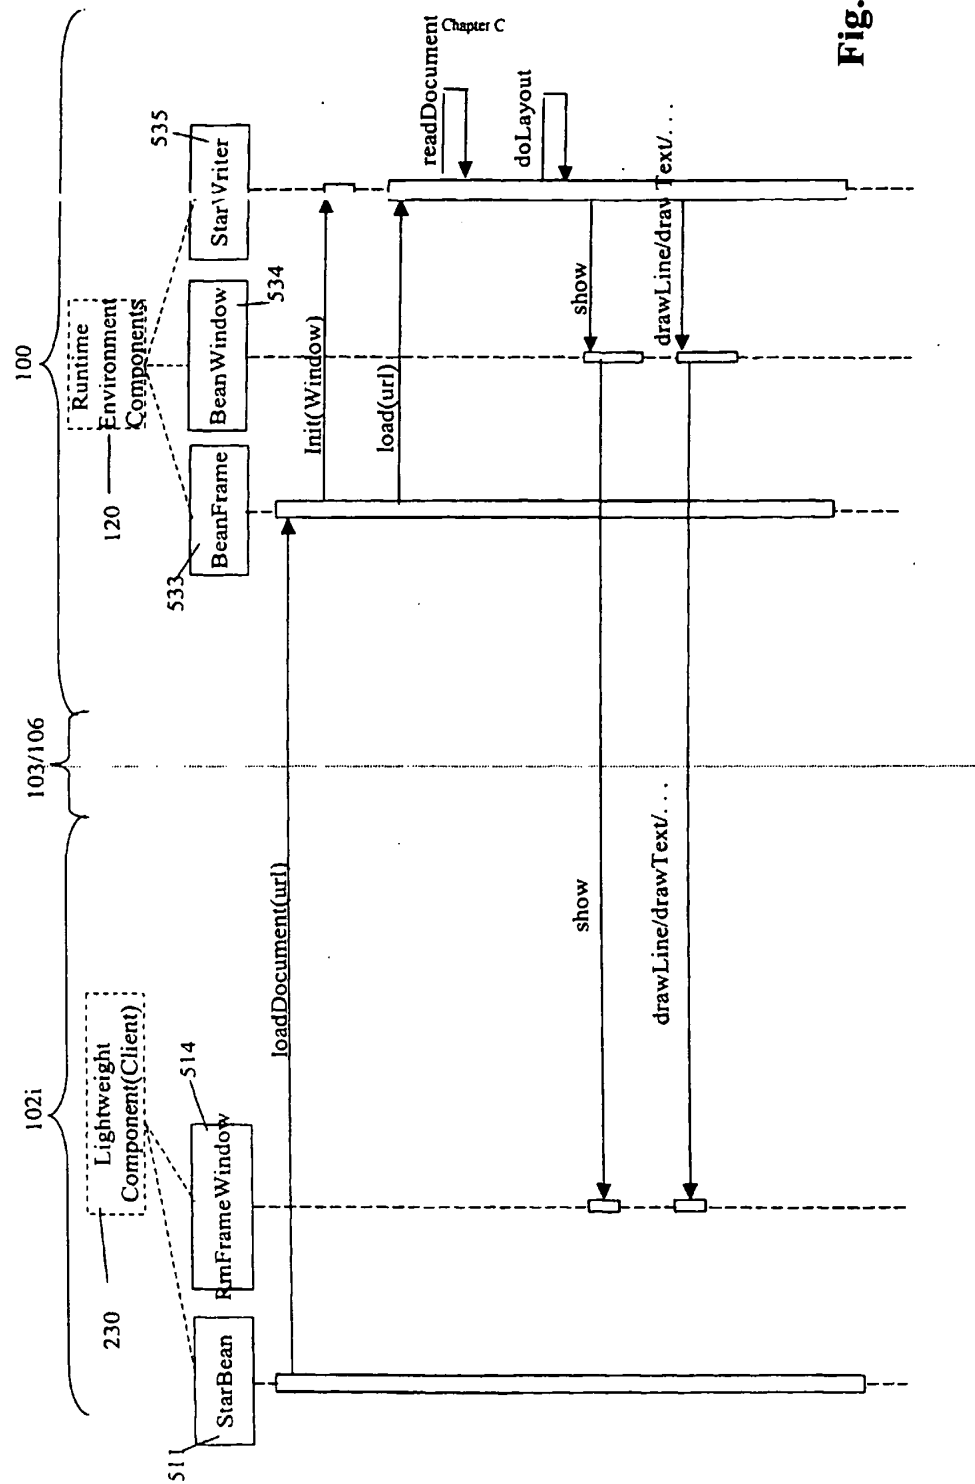 102i
103/106
100
230
Lightweight
Component(Client)
120
Runtime
Environment
Components
511
StarBean
514
RmFrameWindow
533
BeanFrame
534
BeanWindow
535
StarWriter
loadDocument(url)
Init(Window)
load(url)
readDocument
Chapter C
doLayout
show
show
drawLine/drawText/. . .
drawLine/drawText/. . .
Fig.